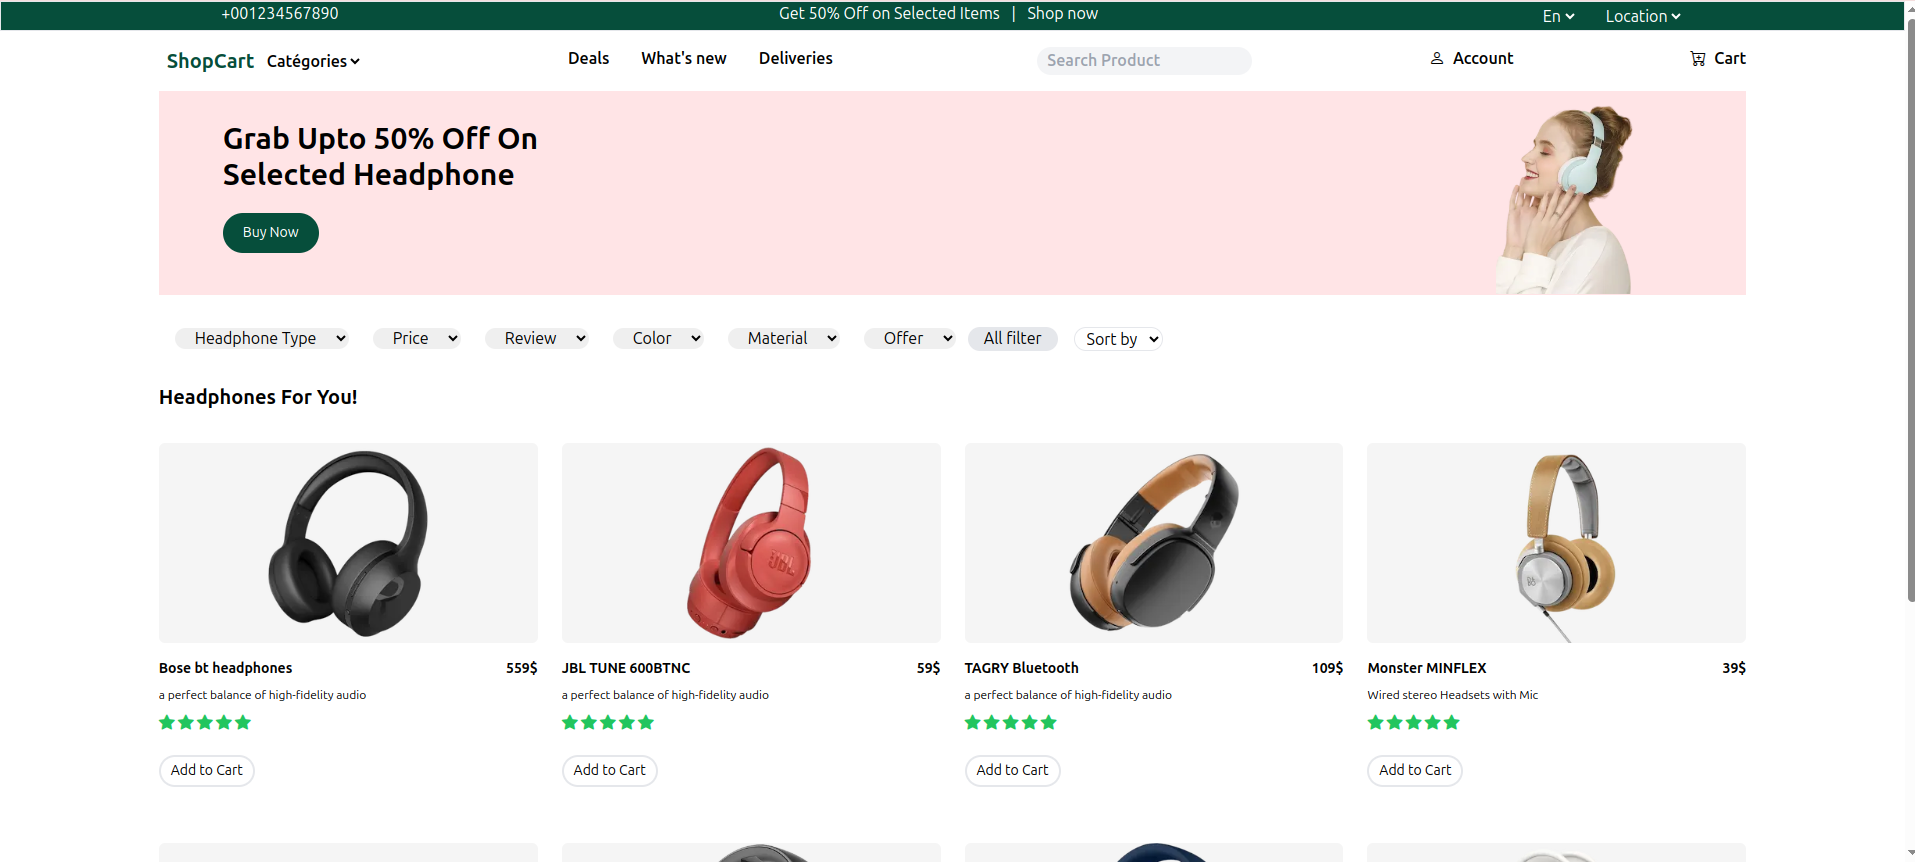 +001234567890 Get 50% Off on Selected Items | Shop now En Location
ShopCart Catégories Deals What's new Deliveries Search Product Account Cart
Grab Upto 50% Off On
Selected Headphone
Buy Now
Headphone Type Price Review Color Material Offer All filter Sort by
Headphones For You!
JBL
Bose bt headphones 559$ JBL TUNE 600BTNC 59$ TAGRY Bluetooth 109$ Monster MINFLEX 39$
a perfect balance of high-fidelity audio a perfect balance of high-fidelity audio a perfect balance of high-fidelity audio Wired stereo Headsets with Mic
Add to Cart Add to Cart Add to Cart Add to Cart